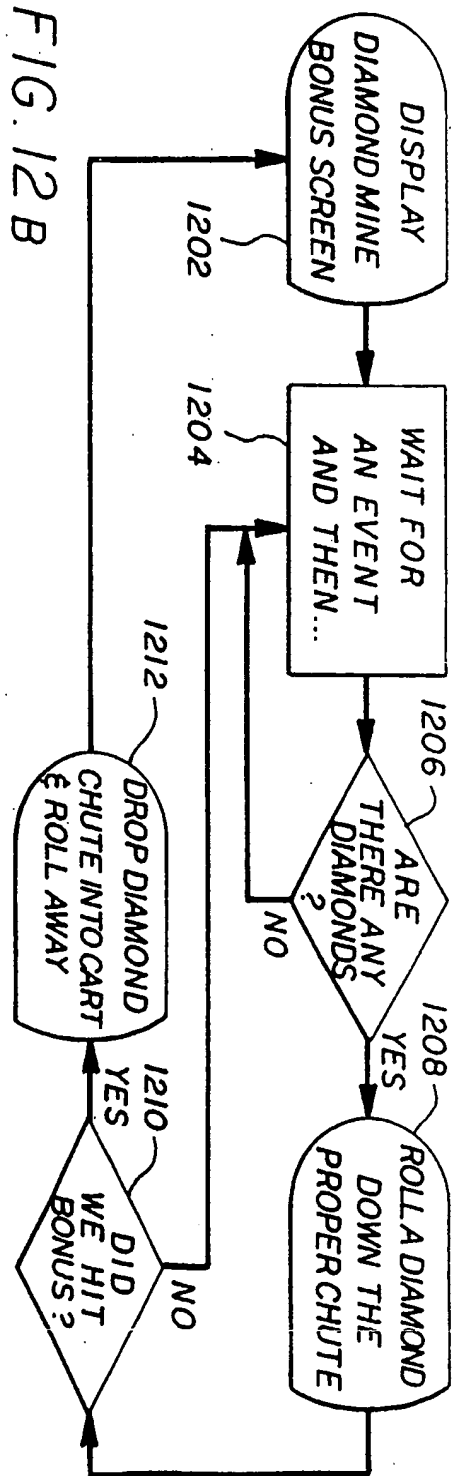 DISPLAY
DIAMOND MINE
BONUS SCREEN
1202
WAIT FOR
AN EVENT
AND THEN...
1204
1206
ARE
THERE ANY
DIAMONDS
?
NO
YES
1208
ROLL A DIAMOND
DOWN THE
PROPER CHUTE
1210
DID
WE HIT
BONUS?
NO
YES
1212
DROP DIAMOND
CHUTE INTO CART
& ROLL AWAY
FIG. 12B